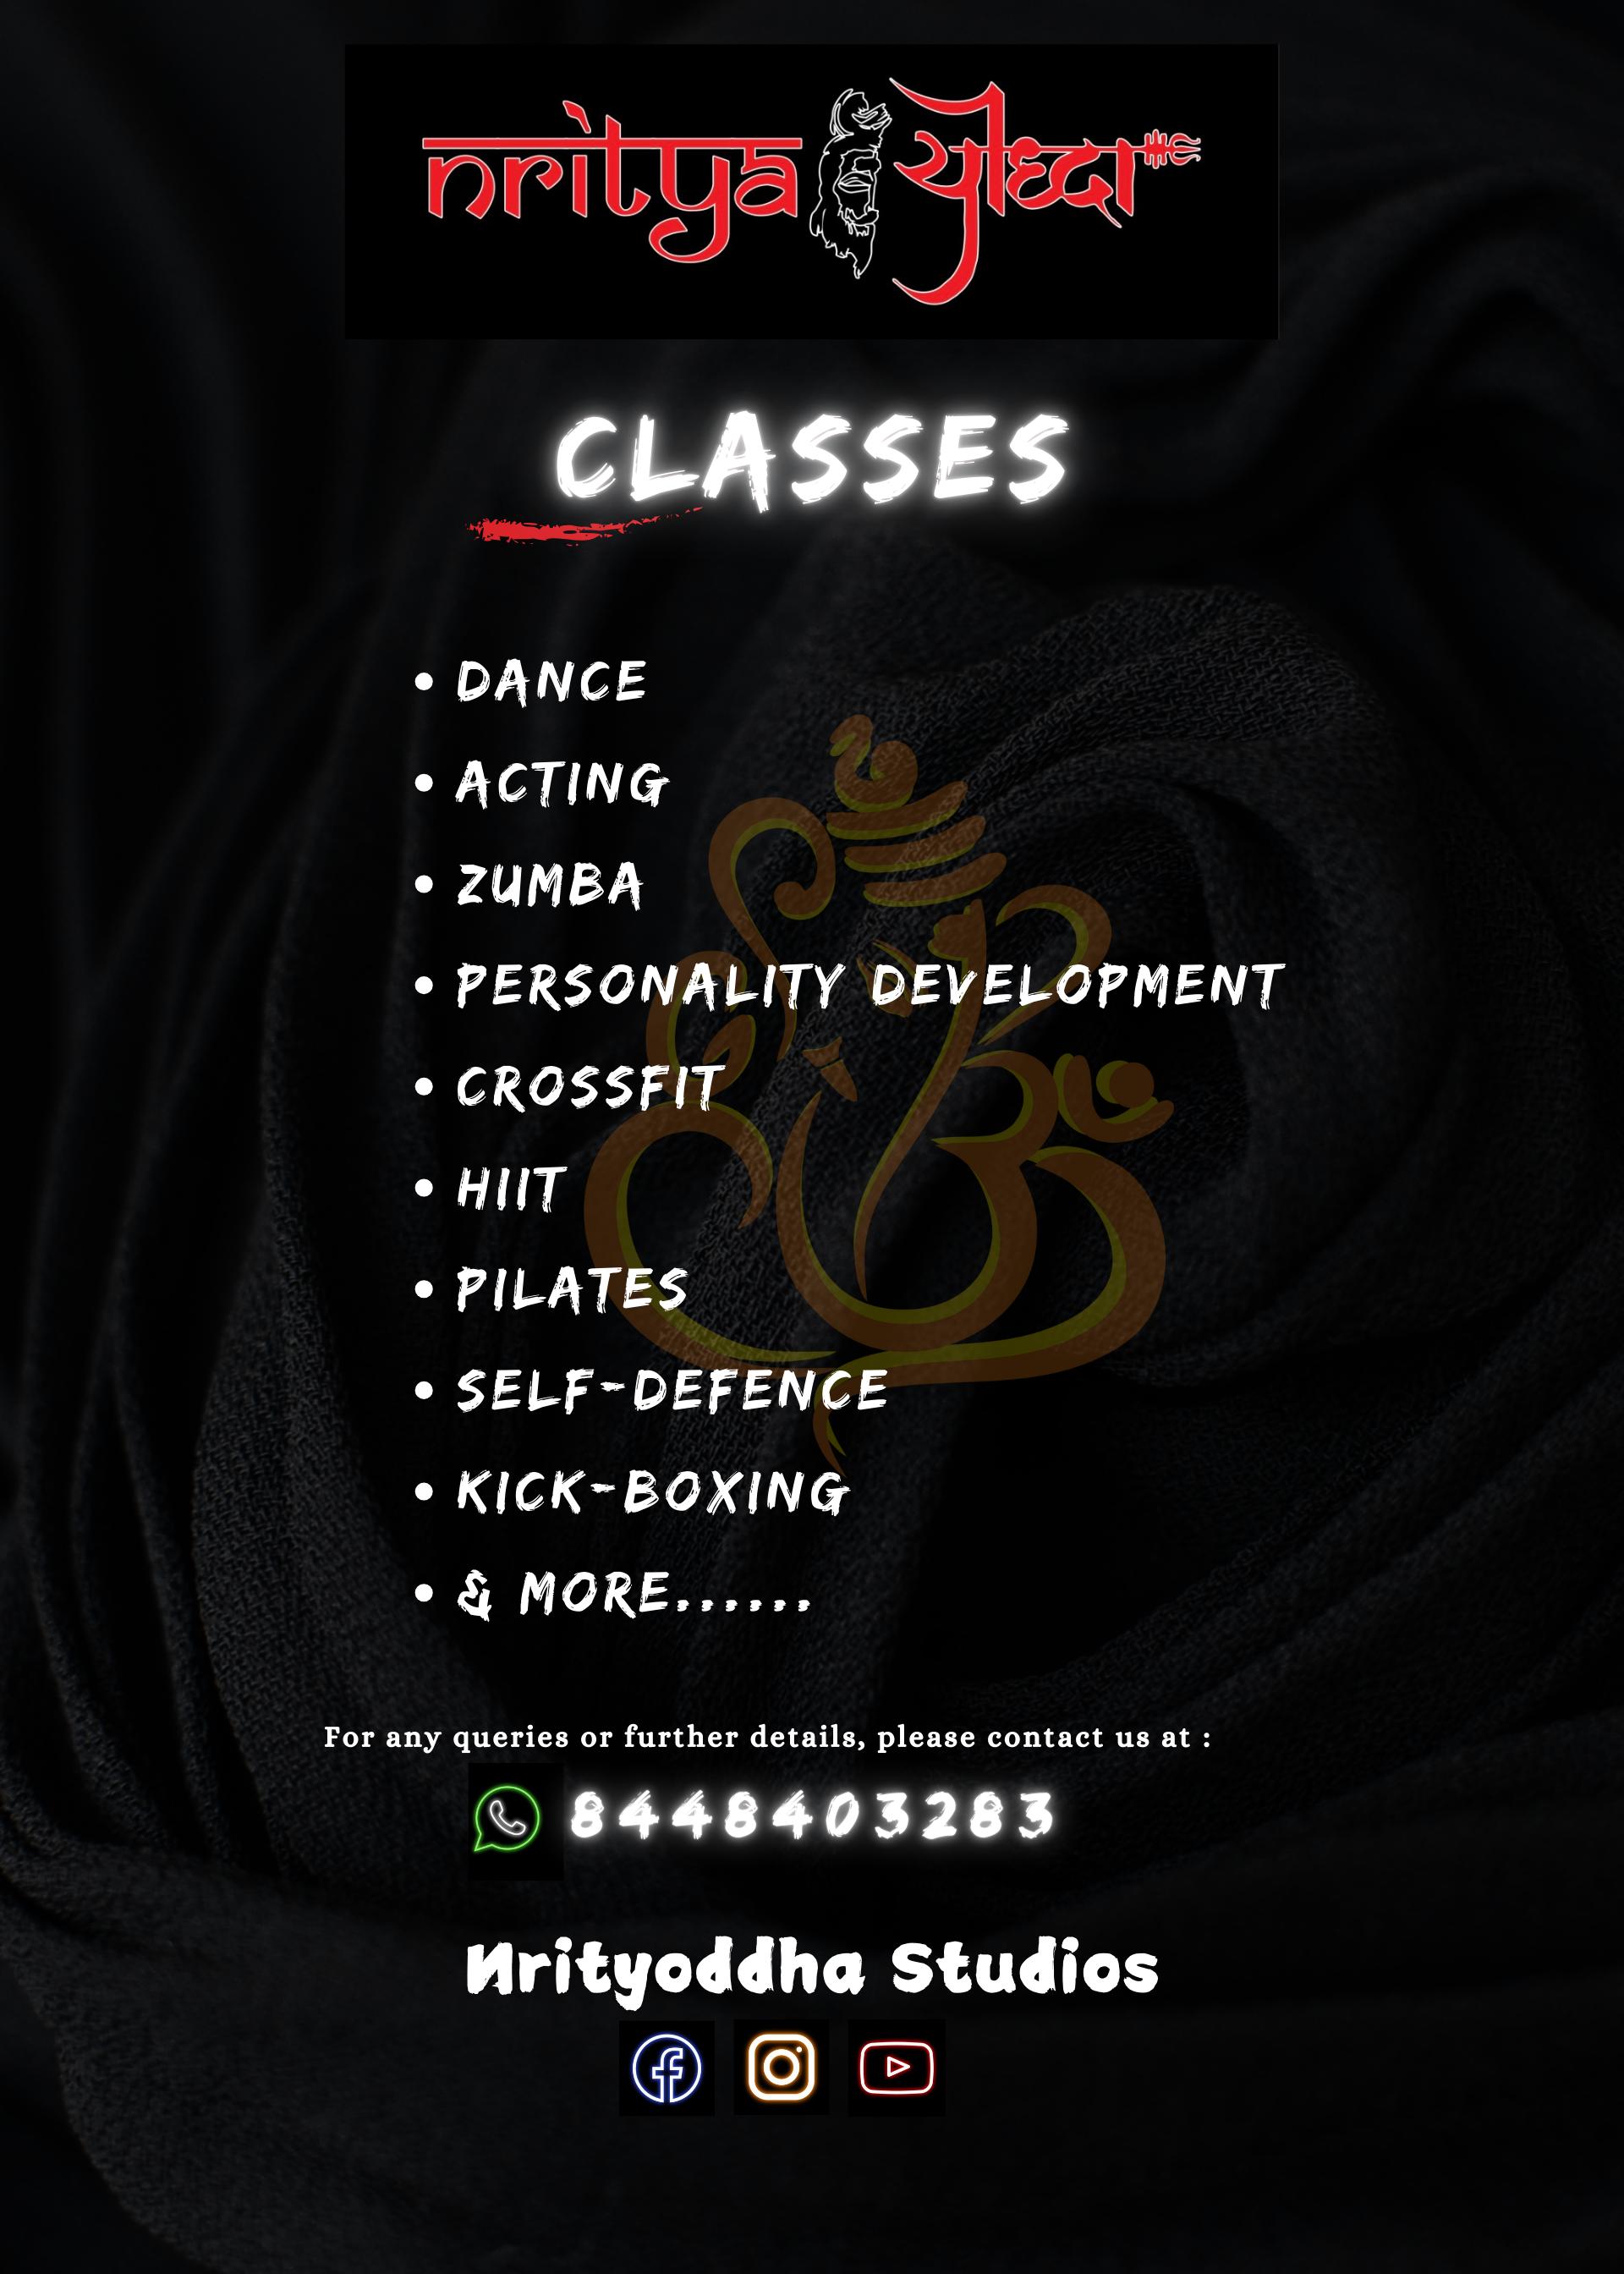 nritya योद्धा
CLASSES
• DANCE
• ACTING
• ZUMBA
• PERSONALITY DEVELOPMENT
• CROSSFIT
• HIIT
• PILATES
• SELF-DEFENCE
• KICK-BOXING
• & MORE......
For any queries or further details, please contact us at :
8448403283
Nrityoddha Studios